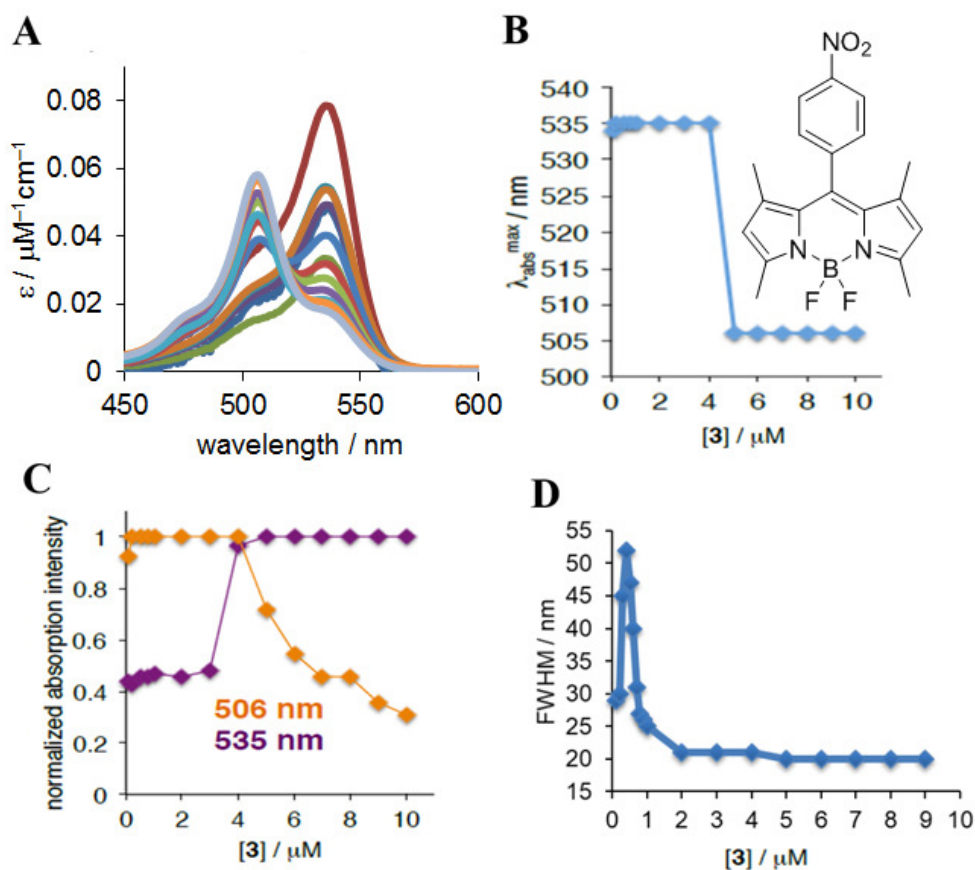 A
ε / μM⁻¹cm⁻¹
0.08
0.06
0.04
0.02
0
450 500 550 600
wavelength / nm
B
λabsmax / nm
540
535
530
525
520
515
510
505
500
0 2 4 6 8 10
[3] / μM
NO2
N N
B
F F
C
normalized absorption intensity
1
0.8
0.6
0.4
0.2
0
506 nm
535 nm
0 2 4 6 8 10
[3] / μM
D
FWHM / nm
55
50
45
40
35
30
25
20
15
0 1 2 3 4 5 6 7 8 9 10
[3] / μM